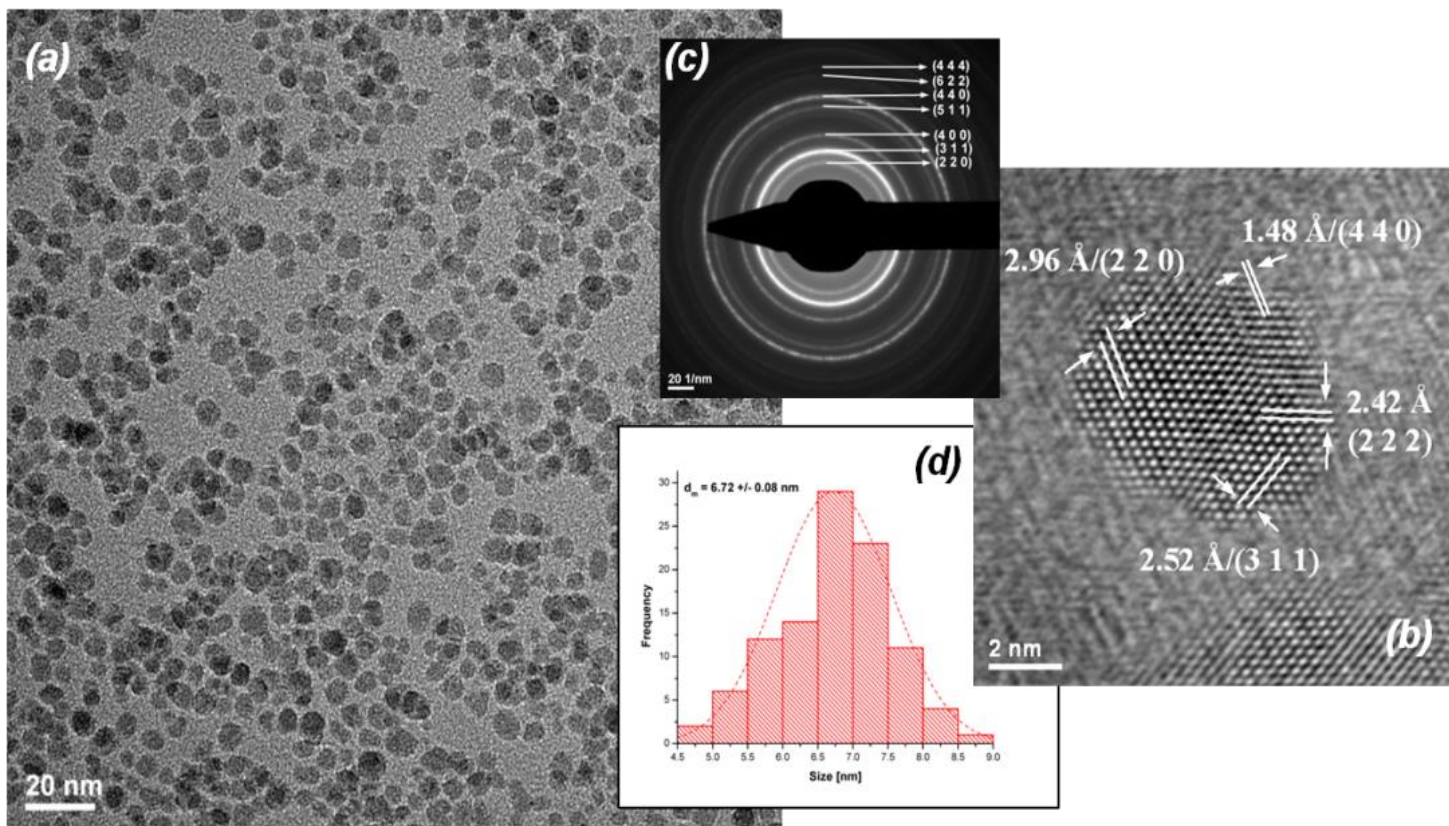 (a)
20 nm
(c)
(4 4 4)
(6 2 2)
(4 4 0)
(5 1 1)
(4 0 0)
(3 1 1)
(2 2 0)
20 1/nm
1.48 Å/(4 4 0)
2.96 Å/(2 2 0)
2.42 Å
(2 2 2)
2.52 Å/(3 1 1)
2 nm
(b)
(d)
dm = 6.72 +/- 0.08 nm
30
25
20
15
10
5
0
Frequency
4.5 5.0 5.5 6.0 6.5 7.0 7.5 8.0 8.5 9.0
Size [nm]